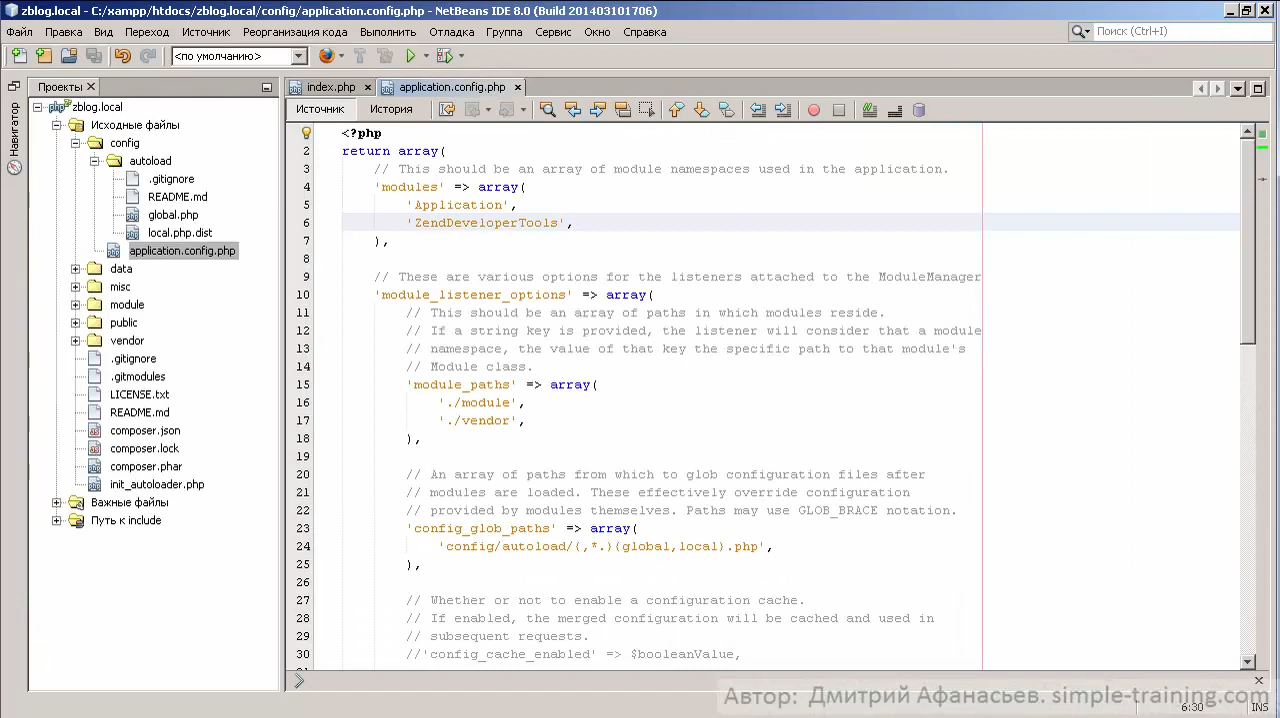 zblog.local - C:/xampp/htdocs/zblog.local/config/application.config.php - NetBeans IDE 8.0 (Build 201403101706)
Файл Правка Вид Переход Источник Реорганизация кода Выполнить Отладка Группа Сервис Окно Справка
Поиск (Ctrl+I)
<по умолчанию>
Навигатор
Проекты
zblog.local
Исходные файлы
config
autoload
.gitignore
README.md
global.php
local.php.dist
application.config.php
data
misc
module
public
vendor
.gitignore
.gitmodules
LICENSE.txt
README.md
composer.json
composer.lock
composer.phar
init_autoloader.php
Важные файлы
Путь к include
index.php application.config.php
Источник История
<?php
2 return array(
3 // This should be an array of module namespaces used in the application.
4 'modules' => array(
5 'Application',
6 'ZendDeveloperTools',
7 ),
8
9 // These are various options for the listeners attached to the ModuleManager
10 'module_listener_options' => array(
11 // This should be an array of paths in which modules reside.
12 // If a string key is provided, the listener will consider that a module
13 // namespace, the value of that key the specific path to that module's
14 // Module class.
15 'module_paths' => array(
16 './module',
17 './vendor',
18 ),
19
20 // An array of paths from which to glob configuration files after
21 // modules are loaded. These effectively override configuration
22 // provided by modules themselves. Paths may use GLOB_BRACE notation.
23 'config_glob_paths' => array(
24 'config/autoload/{,*.}{global,local}.php',
25 ),
26
27 // Whether or not to enable a configuration cache.
28 // If enabled, the merged configuration will be cached and used in
29 // subsequent requests.
30 //'config_cache_enabled' => $booleanValue,
Автор: Дмитрий Афанасьев. simple-training.com
6:30 INS